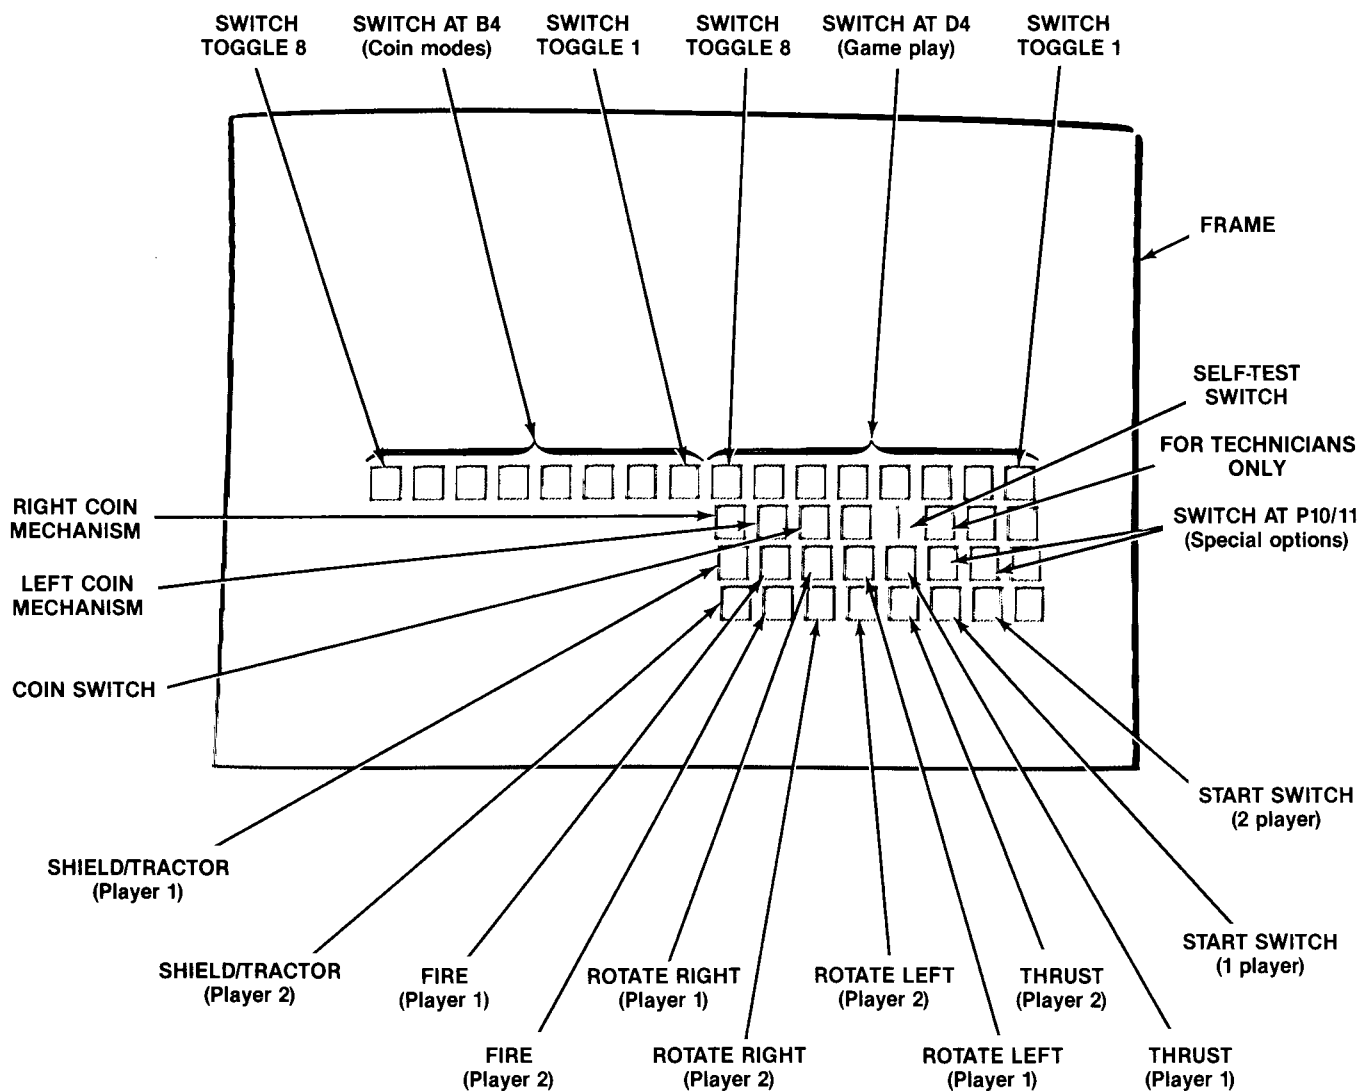 SWITCH
TOGGLE 8
SWITCH AT B4
(Coin modes)
SWITCH
TOGGLE 1
SWITCH
TOGGLE 8
SWITCH AT D4
(Game play)
SWITCH
TOGGLE 1
FRAME
SELF-TEST
SWITCH
FOR TECHNICIANS
ONLY
SWITCH AT P10/11
(Special options)
RIGHT COIN
MECHANISM
LEFT COIN
MECHANISM
COIN SWITCH
START SWITCH
(2 player)
START SWITCH
(1 player)
SHIELD/TRACTOR
(Player 1)
SHIELD/TRACTOR
(Player 2)
FIRE
(Player 1)
ROTATE RIGHT
(Player 1)
ROTATE LEFT
(Player 2)
THRUST
(Player 2)
FIRE
(Player 2)
ROTATE RIGHT
(Player 2)
ROTATE LEFT
(Player 1)
THRUST
(Player 1)